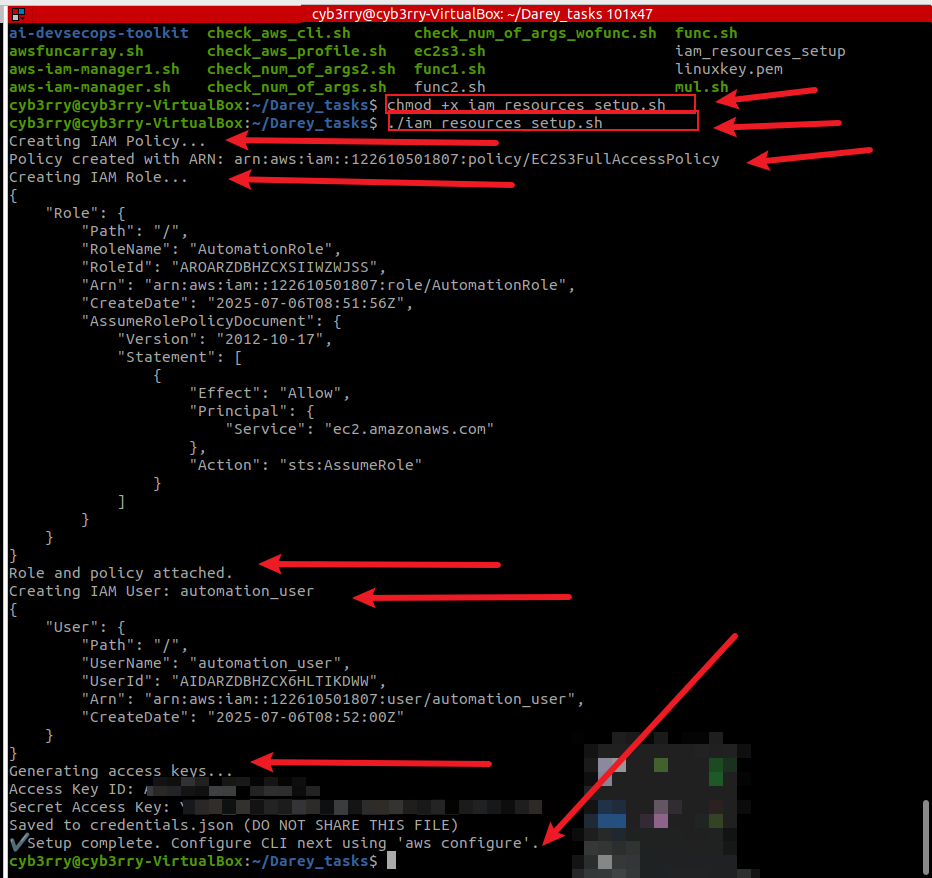 cyb3rry@cyb3rry-VirtualBox: ~/Darey_tasks 101x47
ai-devsecops-toolkit check_aws_cli.sh check_num_of_args_wofunc.sh func.sh
awsfuncarray.sh check_aws_profile.sh ec2s3.sh iam_resources_setup
aws-iam-manager1.sh check_num_of_args2.sh func1.sh linuxkey.pem
aws-iam-manager.sh check_num_of_args.sh func2.sh mul.sh
cyb3rry@cyb3rry-VirtualBox:~/Darey_tasks$ chmod +x iam_resources_setup.sh
cyb3rry@cyb3rry-VirtualBox:~/Darey_tasks$ ./iam_resources_setup.sh
Creating IAM Policy...
Policy created with ARN: arn:aws:iam::122610501807:policy/EC2S3FullAccessPolicy
Creating IAM Role...
{
    "Role": {
        "Path": "/",
        "RoleName": "AutomationRole",
        "RoleId": "AROARZDBHZCXSIIWZWJSS",
        "Arn": "arn:aws:iam::122610501807:role/AutomationRole",
        "CreateDate": "2025-07-06T08:51:56Z",
        "AssumeRolePolicyDocument": {
            "Version": "2012-10-17",
            "Statement": [
                {
                    "Effect": "Allow",
                    "Principal": {
                        "Service": "ec2.amazonaws.com"
                    },
                    "Action": "sts:AssumeRole"
                }
            ]
        }
    }
}
Role and policy attached.
Creating IAM User: automation_user
{
    "User": {
        "Path": "/",
        "UserName": "automation_user",
        "UserId": "AIDARZDBHZCX6HLTIKDWW",
        "Arn": "arn:aws:iam::122610501807:user/automation_user",
        "CreateDate": "2025-07-06T08:52:00Z"
    }
}
Generating access keys...
Access Key ID:
Secret Access Key:
Saved to credentials.json (DO NOT SHARE THIS FILE)
✔Setup complete. Configure CLI next using 'aws configure'.
cyb3rry@cyb3rry-VirtualBox:~/Darey_tasks$